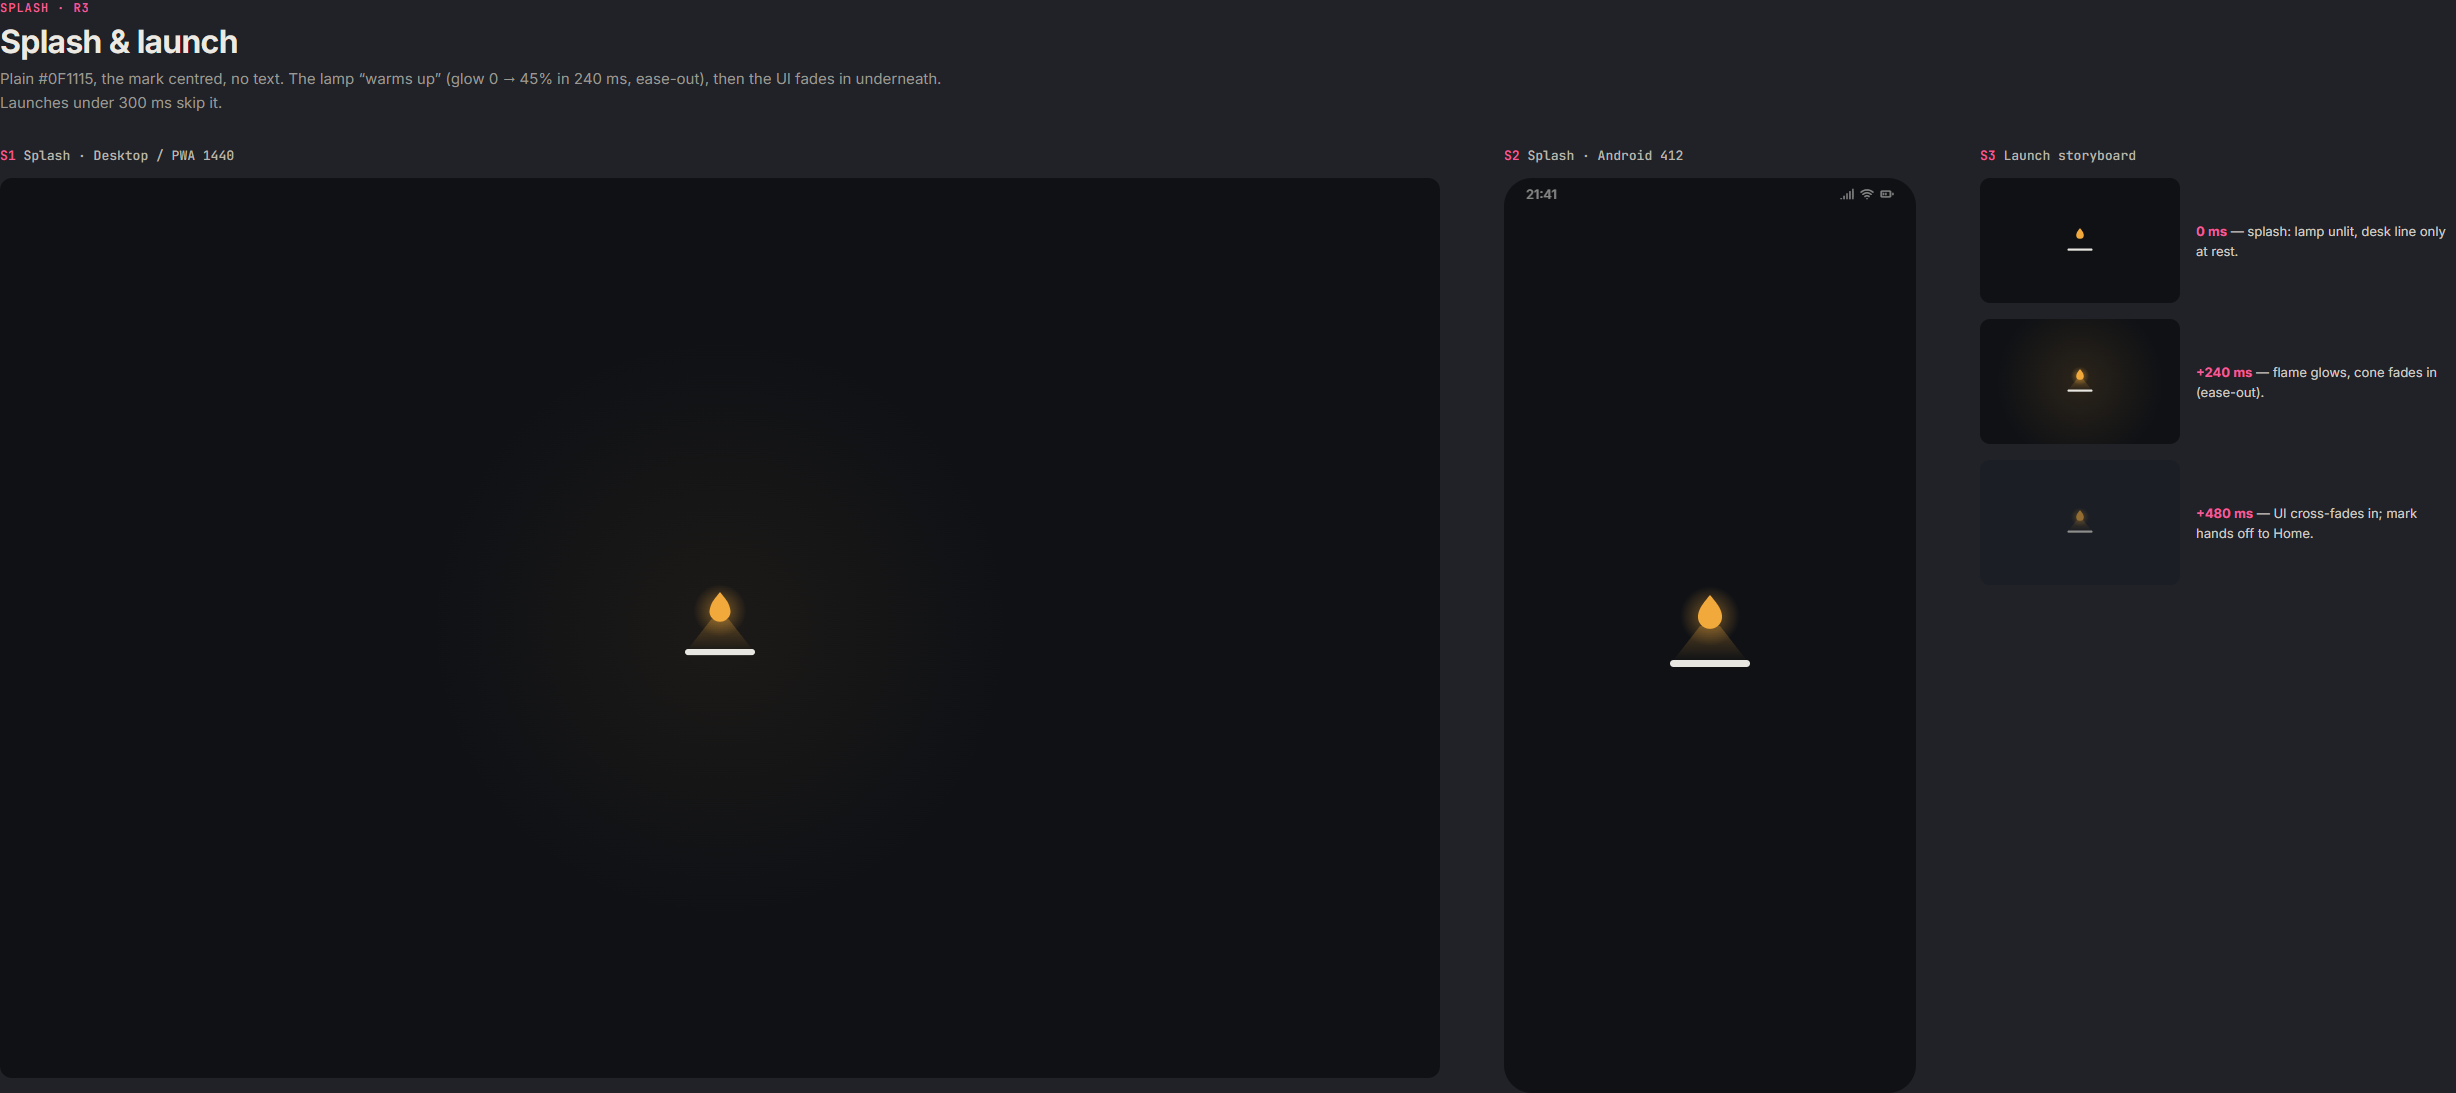 SPLASH · R3
Splash & launch
Plain #0F1115, the mark centred, no text. The lamp “warms up” (glow 0 → 45% in 240 ms, ease-out), then the UI fades in underneath.
Launches under 300 ms skip it.
S1 Splash · Desktop / PWA 1440
S2 Splash · Android 412
21:41
S3 Launch storyboard
0 ms — splash: lamp unlit, desk line only
at rest.
+240 ms — flame glows, cone fades in
(ease-out).
+480 ms — UI cross-fades in; mark
hands off to Home.